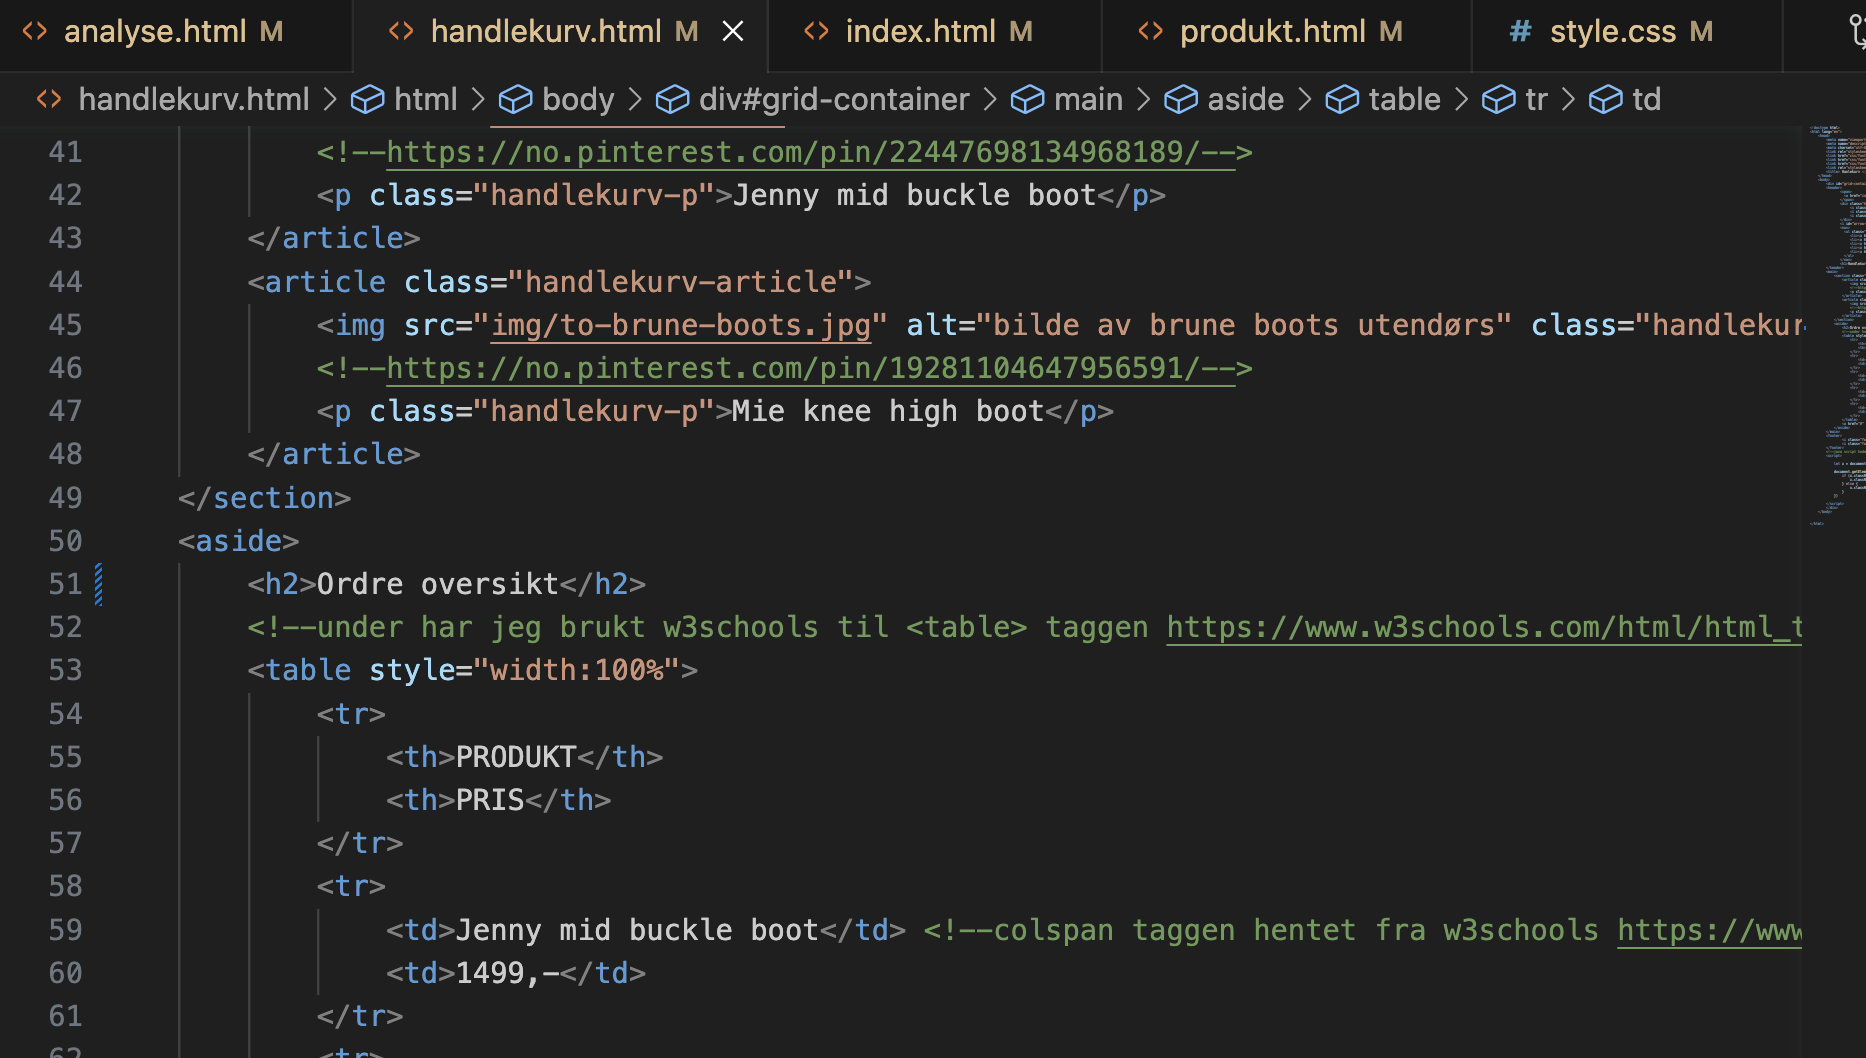 analyse.html M handlekurv.html M index.html M produkt.html M # style.css M
handlekurv.html > html > body > div#grid-container > main > aside > table > tr > td
41 <!--https://no.pinterest.com/pin/22447698134968189/-->
42 <p class="handlekurv-p">Jenny mid buckle boot</p>
43 </article>
44 <article class="handlekurv-article">
45 <img src="img/to-brune-boots.jpg" alt="bilde av brune boots utendørs" class="handlekur
46 <!--https://no.pinterest.com/pin/19281104647956591/-->
47 <p class="handlekurv-p">Mie knee high boot</p>
48 </article>
49 </section>
50 <aside>
51 <h2>Ordre oversikt</h2>
52 <!--under har jeg brukt w3schools til <table> taggen https://www.w3schools.com/html/html_t
53 <table style="width:100%">
54 <tr>
55 <th>PRODUKT</th>
56 <th>PRIS</th>
57 </tr>
58 <tr>
59 <td>Jenny mid buckle boot</td> <!--colspan taggen hentet fra w3schools https://www
60 <td>1499,-</td>
61 </tr>
62 <tr>